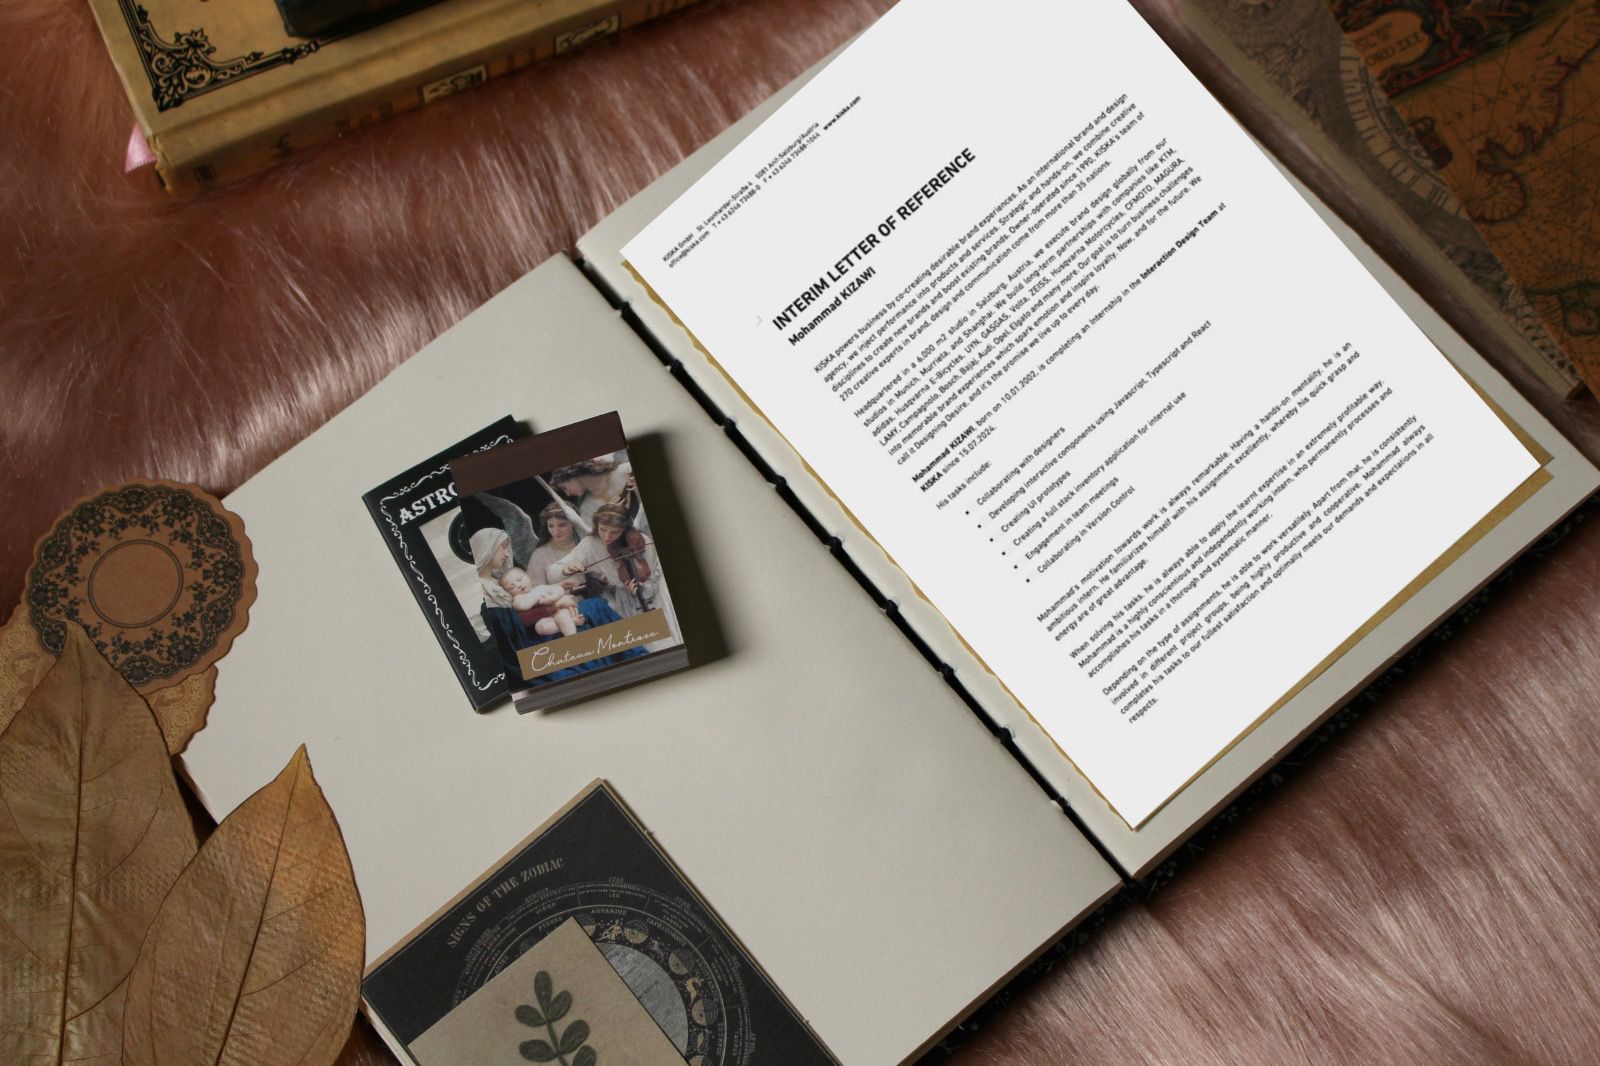 KISKA GmbH St. Leonharder-Straße 4 5081 Anif-Salzburg/Austria
office@kiska.com T + 43 6246 73488-0 F + 43 6246 73488-1044 www.kiska.com
INTERIM LETTER OF REFERENCE
Mohammad KIZAWI
KISKA powers business by co-creating desirable brand experiences. As an international brand and design
agency, we inject performance into products and services. Strategic and hands-on, we combine creative
disciplines to create new brands and boost existing brands. Owner-operated since 1990, KISKA's team of
270 creative experts in brand, design and communication come from more than 35 nations.
Headquartered in a 6,000 m2 studio in Salzburg, Austria, we execute brand design globally from our
studios in Munich, Murrieta, and Shanghai. We build long-term partnerships with companies like KTM,
adidas, Husqvarna E-Bicycles, UYN, GASGAS, Volta, ZEISS, Husqvarna Motorcycles, CFMOTO, MAGURA,
LAMY, Campagnolo, Bosch, Bajaj, Audi, Opel, Elgato and many more. Our goal is to turn business challenges
into memorable brand experiences which spark emotion and inspire loyalty. Now, and for the future. We
call it Designing Desire, and it's the promise we live up to every day.
Mohammad KIZAWI, born on 10.01.2002, is completing an internship in the Interaction Design Team at
KISKA since 15.07.2024.
His tasks include:
• Collaborating with designers
• Developing interactive components using Javascript, Typescript and React
• Creating UI prototypes
• Creating a full stack inventory application for internal use
• Engagement in team meetings
• Collaborating in Version Control
Mohammad's motivation towards work is always remarkable. Having a hands-on mentality, he is an
ambitious intern. He familiarizes himself with his assignment excellently, whereby his quick grasp and
energy are of great advantage.
When solving his tasks, he is always able to apply the learnt expertise in an extremely profitable way.
Mohammad is a highly conscientious and independently working intern, who permanently processes and
accomplishes his tasks in a thorough and systematic manner.
Depending on the type of assignments, he is able to work versatilely. Apart from that, he is consistently
involved in different project groups, being highly productive and cooperative. Mohammad always
completes his tasks to our fullest satisfaction and optimally meets our demands and expectations in all
respects.
ASTRO
Chateau Montrose
SIGNS OF THE ZODIAC
JULY
AUGUST
LEO
VIRGO
AQUARIUS
PISCES
CAPRICORNUS